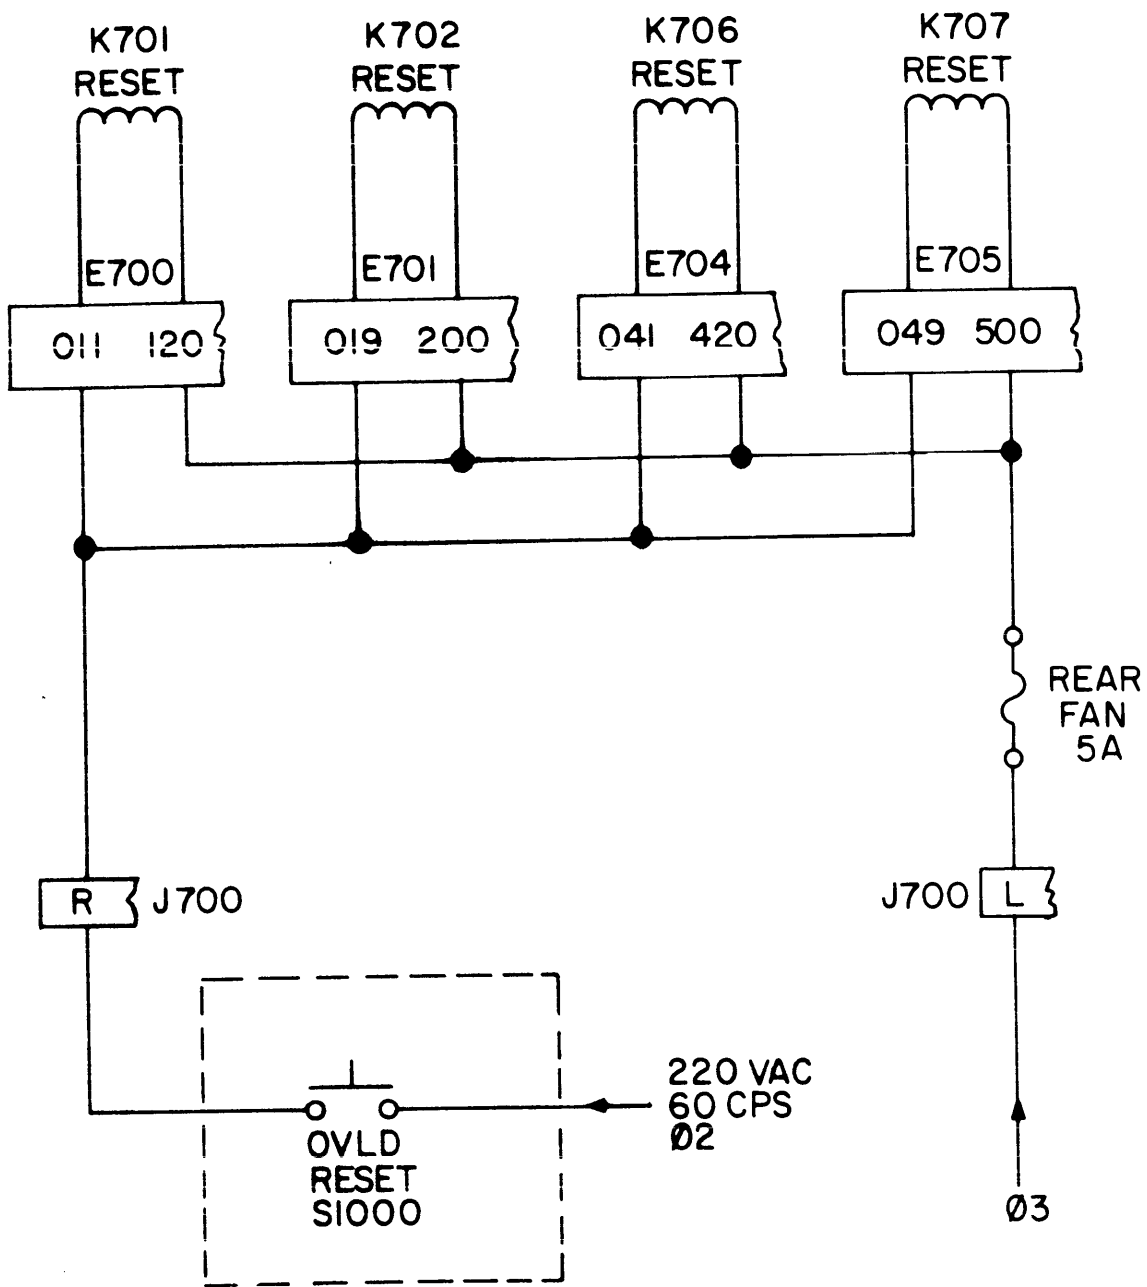 K701
RESET
K702
RESET
K706
RESET
K707
RESET
E700
E701
E704
E705
011 120
019 200
041 420
049 500
REAR
FAN
5A
R
J700
J700
L
220 VAC
60 CPS
Ø2
OVLD
RESET
S1000
Ø3